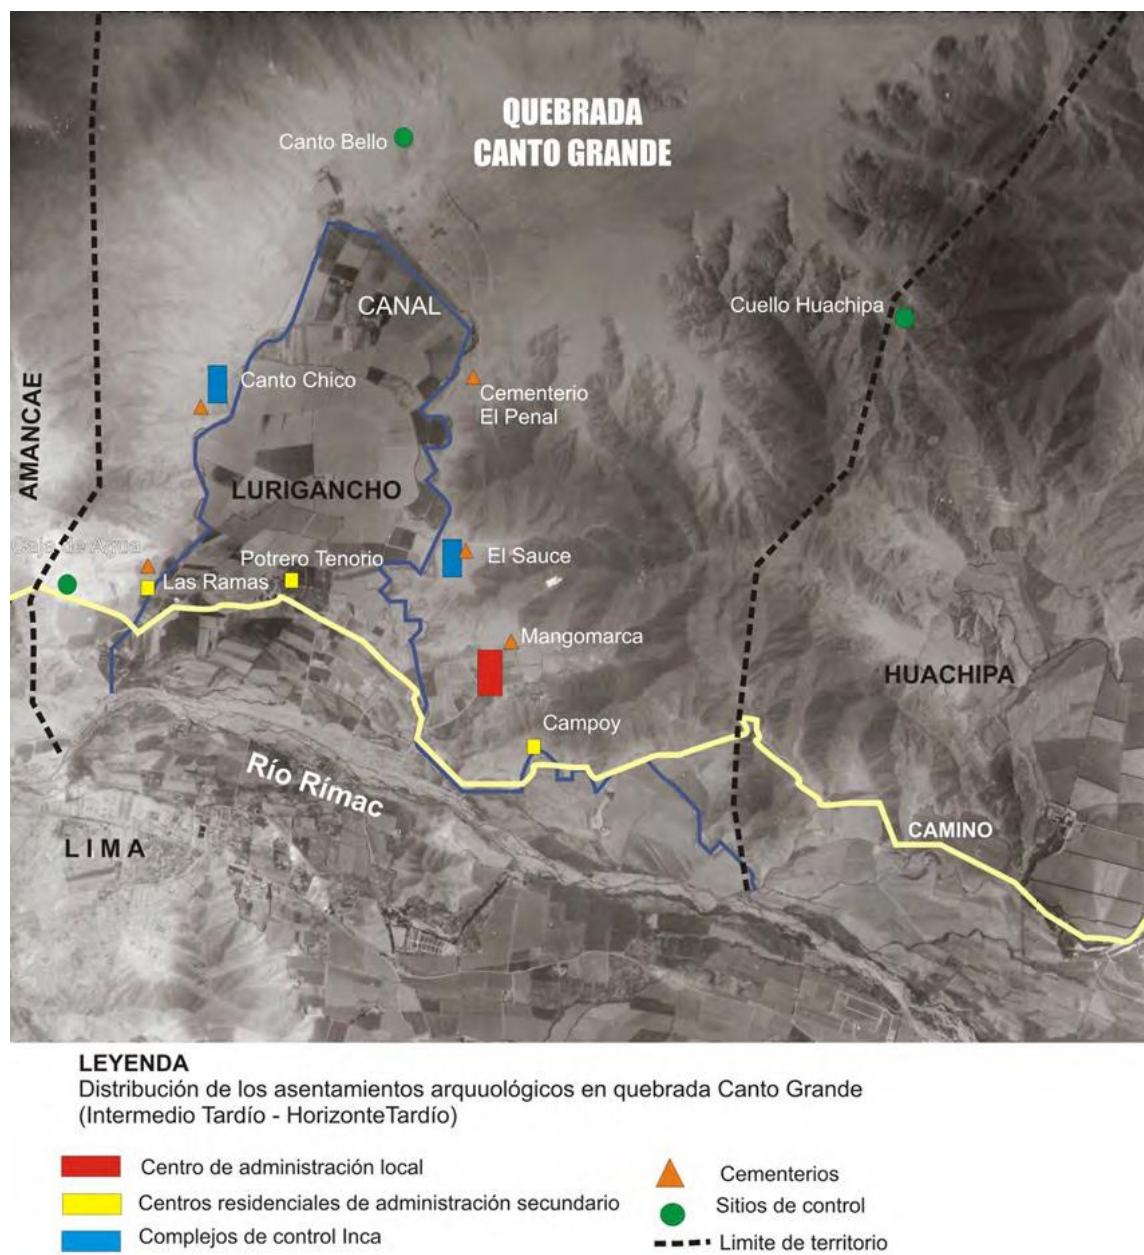 QUEBRADA
CANTO GRANDE
Canto Bello
CANAL
Cuello Huachipa
Canto Chico
Cementerio
El Penal
AMANCAE
LURIGANCHO
Caja de Agua
Potrero Tenorio
El Sauce
Las Ramas
Mangomarca
HUACHIPA
Campoy
Río Rímac
CAMINO
LIMA
LEYENDA
Distribución de los asentamientos arquuológicos en quebrada Canto Grande
(Intermedio Tardío - HorizonteTardío)
Centro de administración local
Centros residenciales de administración secundario
Complejos de control Inca
Cementerios
Sitios de control
Limite de territorio